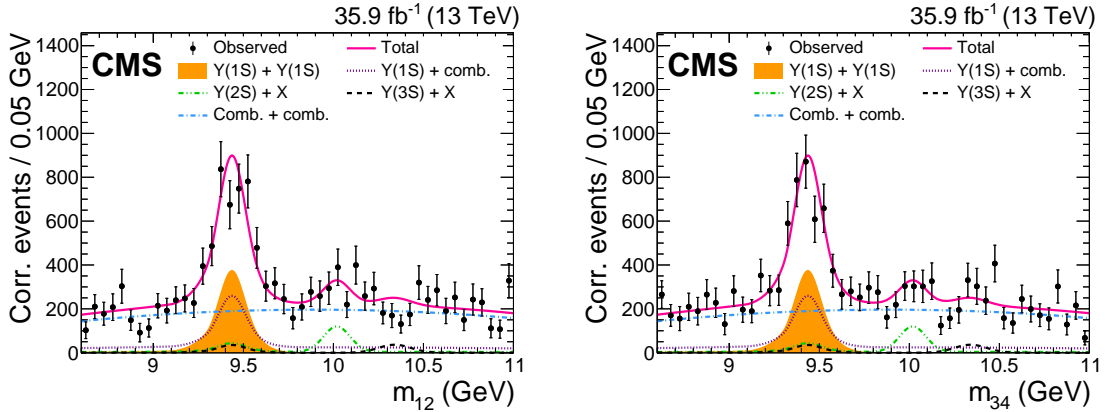 35.9 fb⁻¹ (13 TeV)
CMS
Observed
Total
Y(1S) + Y(1S)
Y(1S) + comb.
Y(2S) + X
Y(3S) + X
Comb. + comb.
Corr. events / 0.05 GeV
1400
1200
1000
800
600
400
200
0
9
9.5
10
10.5
11
m₁₂ (GeV)
35.9 fb⁻¹ (13 TeV)
CMS
Observed
Total
Y(1S) + Y(1S)
Y(1S) + comb.
Y(2S) + X
Y(3S) + X
Comb. + comb.
Corr. events / 0.05 GeV
1400
1200
1000
800
600
400
200
0
9
9.5
10
10.5
11
m₃₄ (GeV)